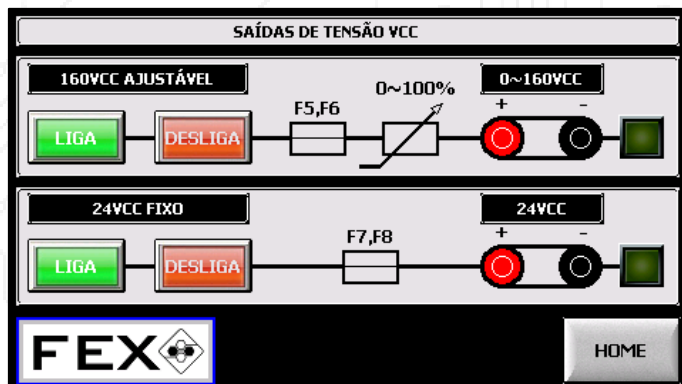 SAÍDAS DE TENSÃO VCC
160VCC AJUSTÁVEL
0~100%
0~160VCC
F5,F6
+ -
LIGA
DESLIGA
24VCC FIXO
24VCC
F7,F8
+ -
LIGA
DESLIGA
FEX
HOME